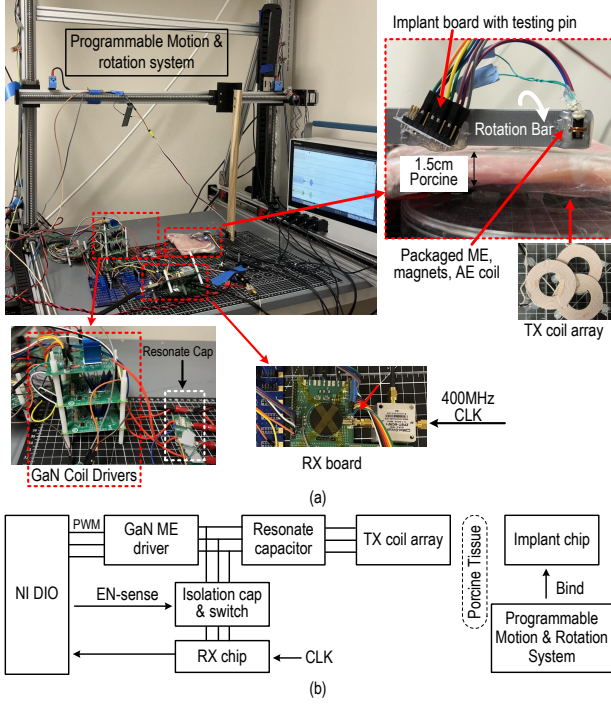 Programmable Motion &
rotation system
Implant board with testing pin
Rotation Bar
1.5cm
Porcine
Packaged ME,
magnets, AE coil
TX coil array
Resonate Cap
GaN Coil Drivers
400MHz
CLK
RX board
(a)
NI DIO
PWM
GaN ME
driver
Resonate
capacitor
TX coil array
Porcine Tissue
Implant chip
EN-sense
Isolation cap
& switch
Bind
Programmable
Motion & Rotation
System
RX chip
CLK
(b)